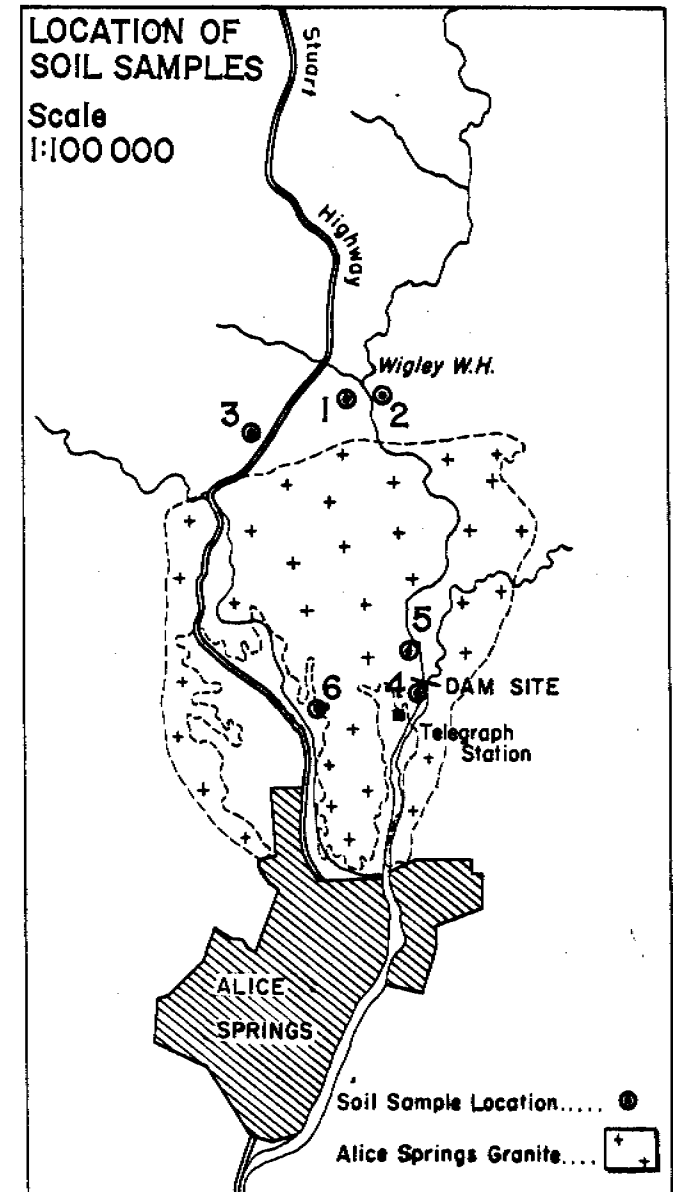 LOCATION OF
SOIL SAMPLES
Scale
1:100 000
Stuart
Highway
Wigley W.H.
3
1
2
5
6
4
DAM SITE
Telegraph
Station
ALICE
SPRINGS
Soil Sample Location.....
Alice Springs Granite....